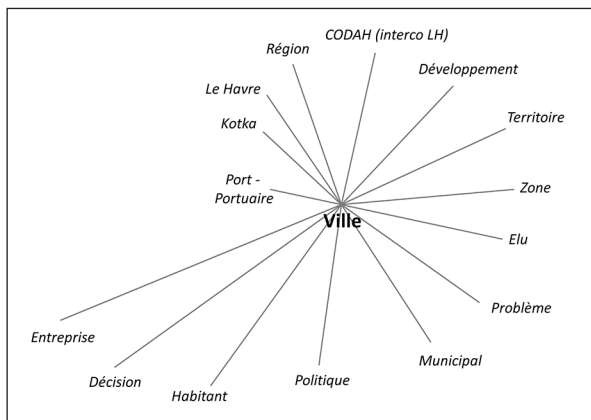 CODAH (interco LH)
Région
Développement
Le Havre
Territoire
Kotka
Port -
Portuaire
Zone
Ville
Elu
Problème
Entreprise
Municipal
Politique
Décision
Habitant